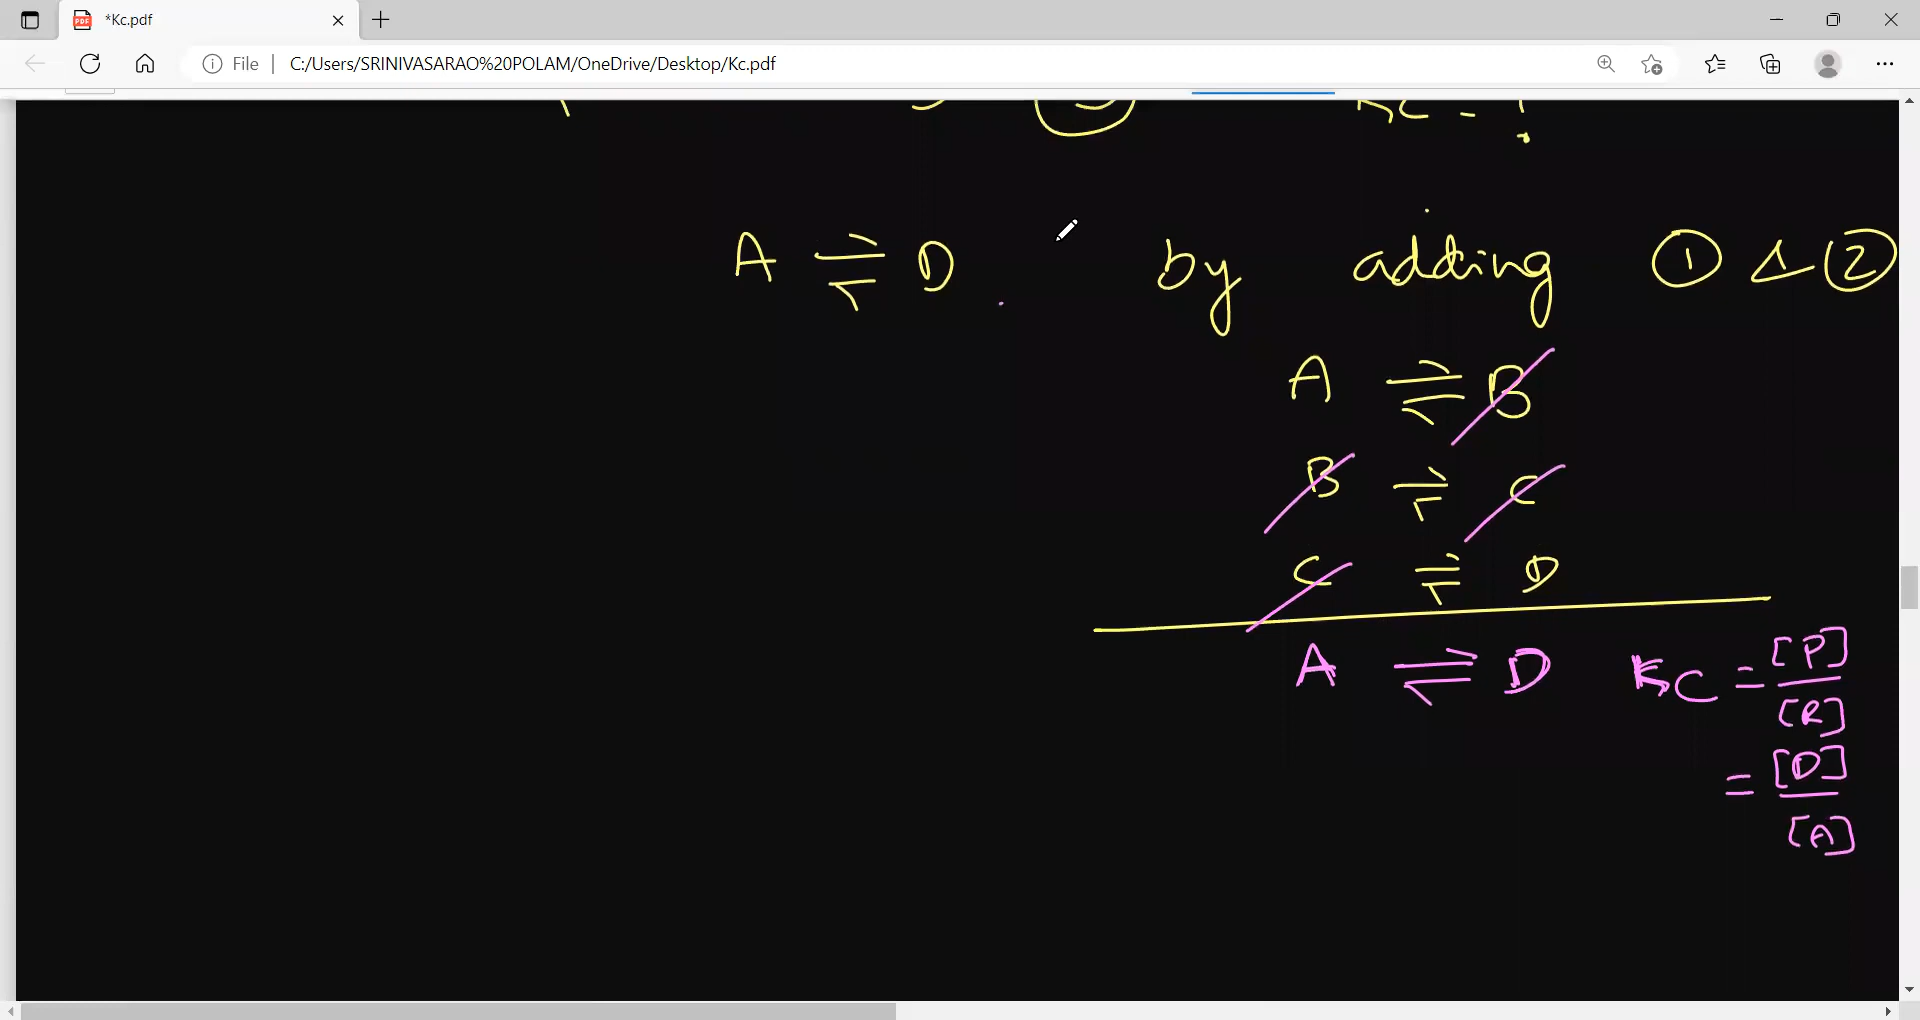 *Kc.pdf
File | C:/Users/SRINIVASARAO%20POLAM/OneDrive/Desktop/Kc.pdf
A ⇌ D by adding ① & ②
A ⇌ B
B ⇌ C
C ⇌ D
A ⇌ D KC = [P]/[R]
= [D]/[A]